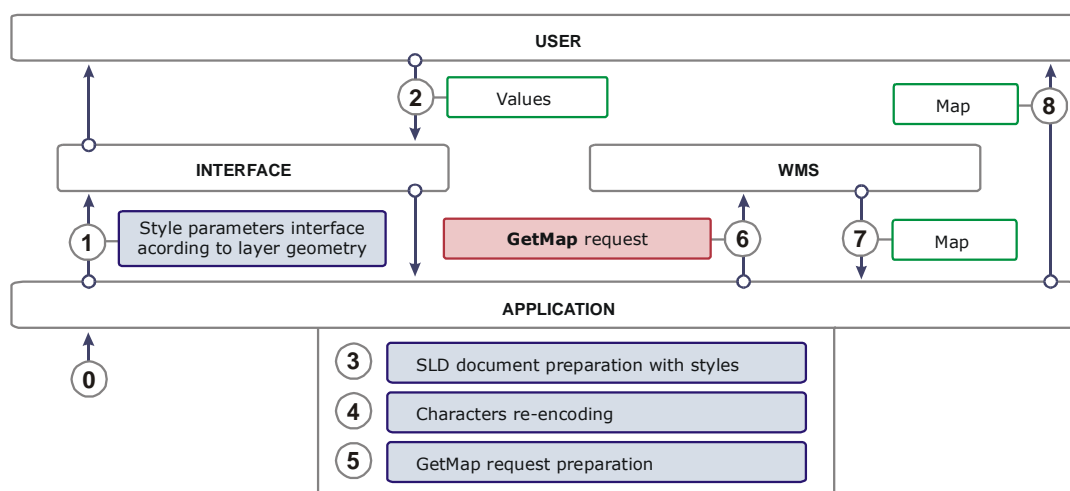 USER
2
Values
Map
8
INTERFACE
WMS
1
Style parameters interface
acording to layer geometry
GetMap request
6
7
Map
APPLICATION
0
3
SLD document preparation with styles
4
Characters re-encoding
5
GetMap request preparation